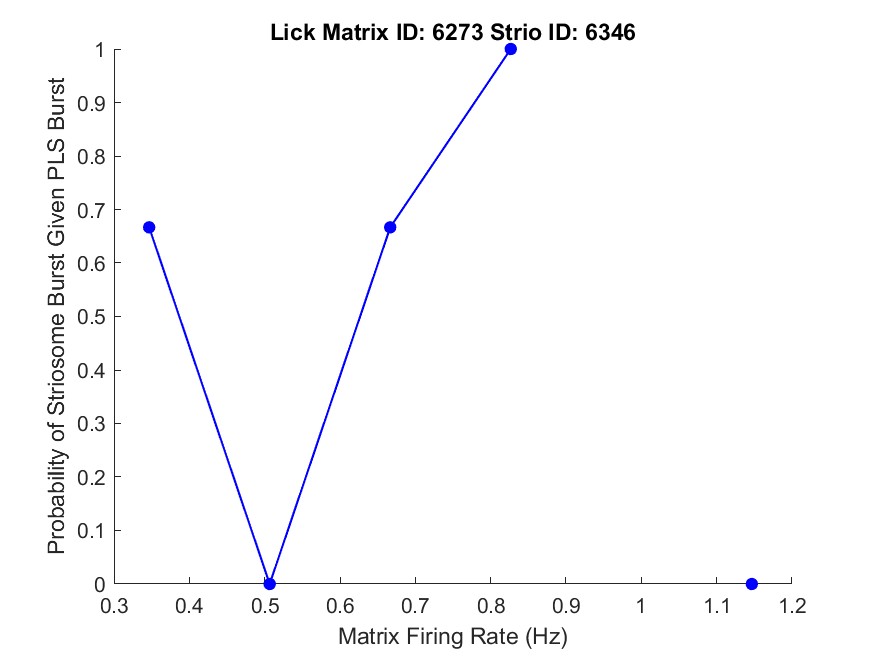 Lick Matrix ID: 6273 Strio ID: 6346
Probability of Striosome Burst Given PLS Burst
1
0.9
0.8
0.7
0.6
0.5
0.4
0.3
0.2
0.1
0
0.3 0.4 0.5 0.6 0.7 0.8 0.9 1 1.1 1.2
Matrix Firing Rate (Hz)